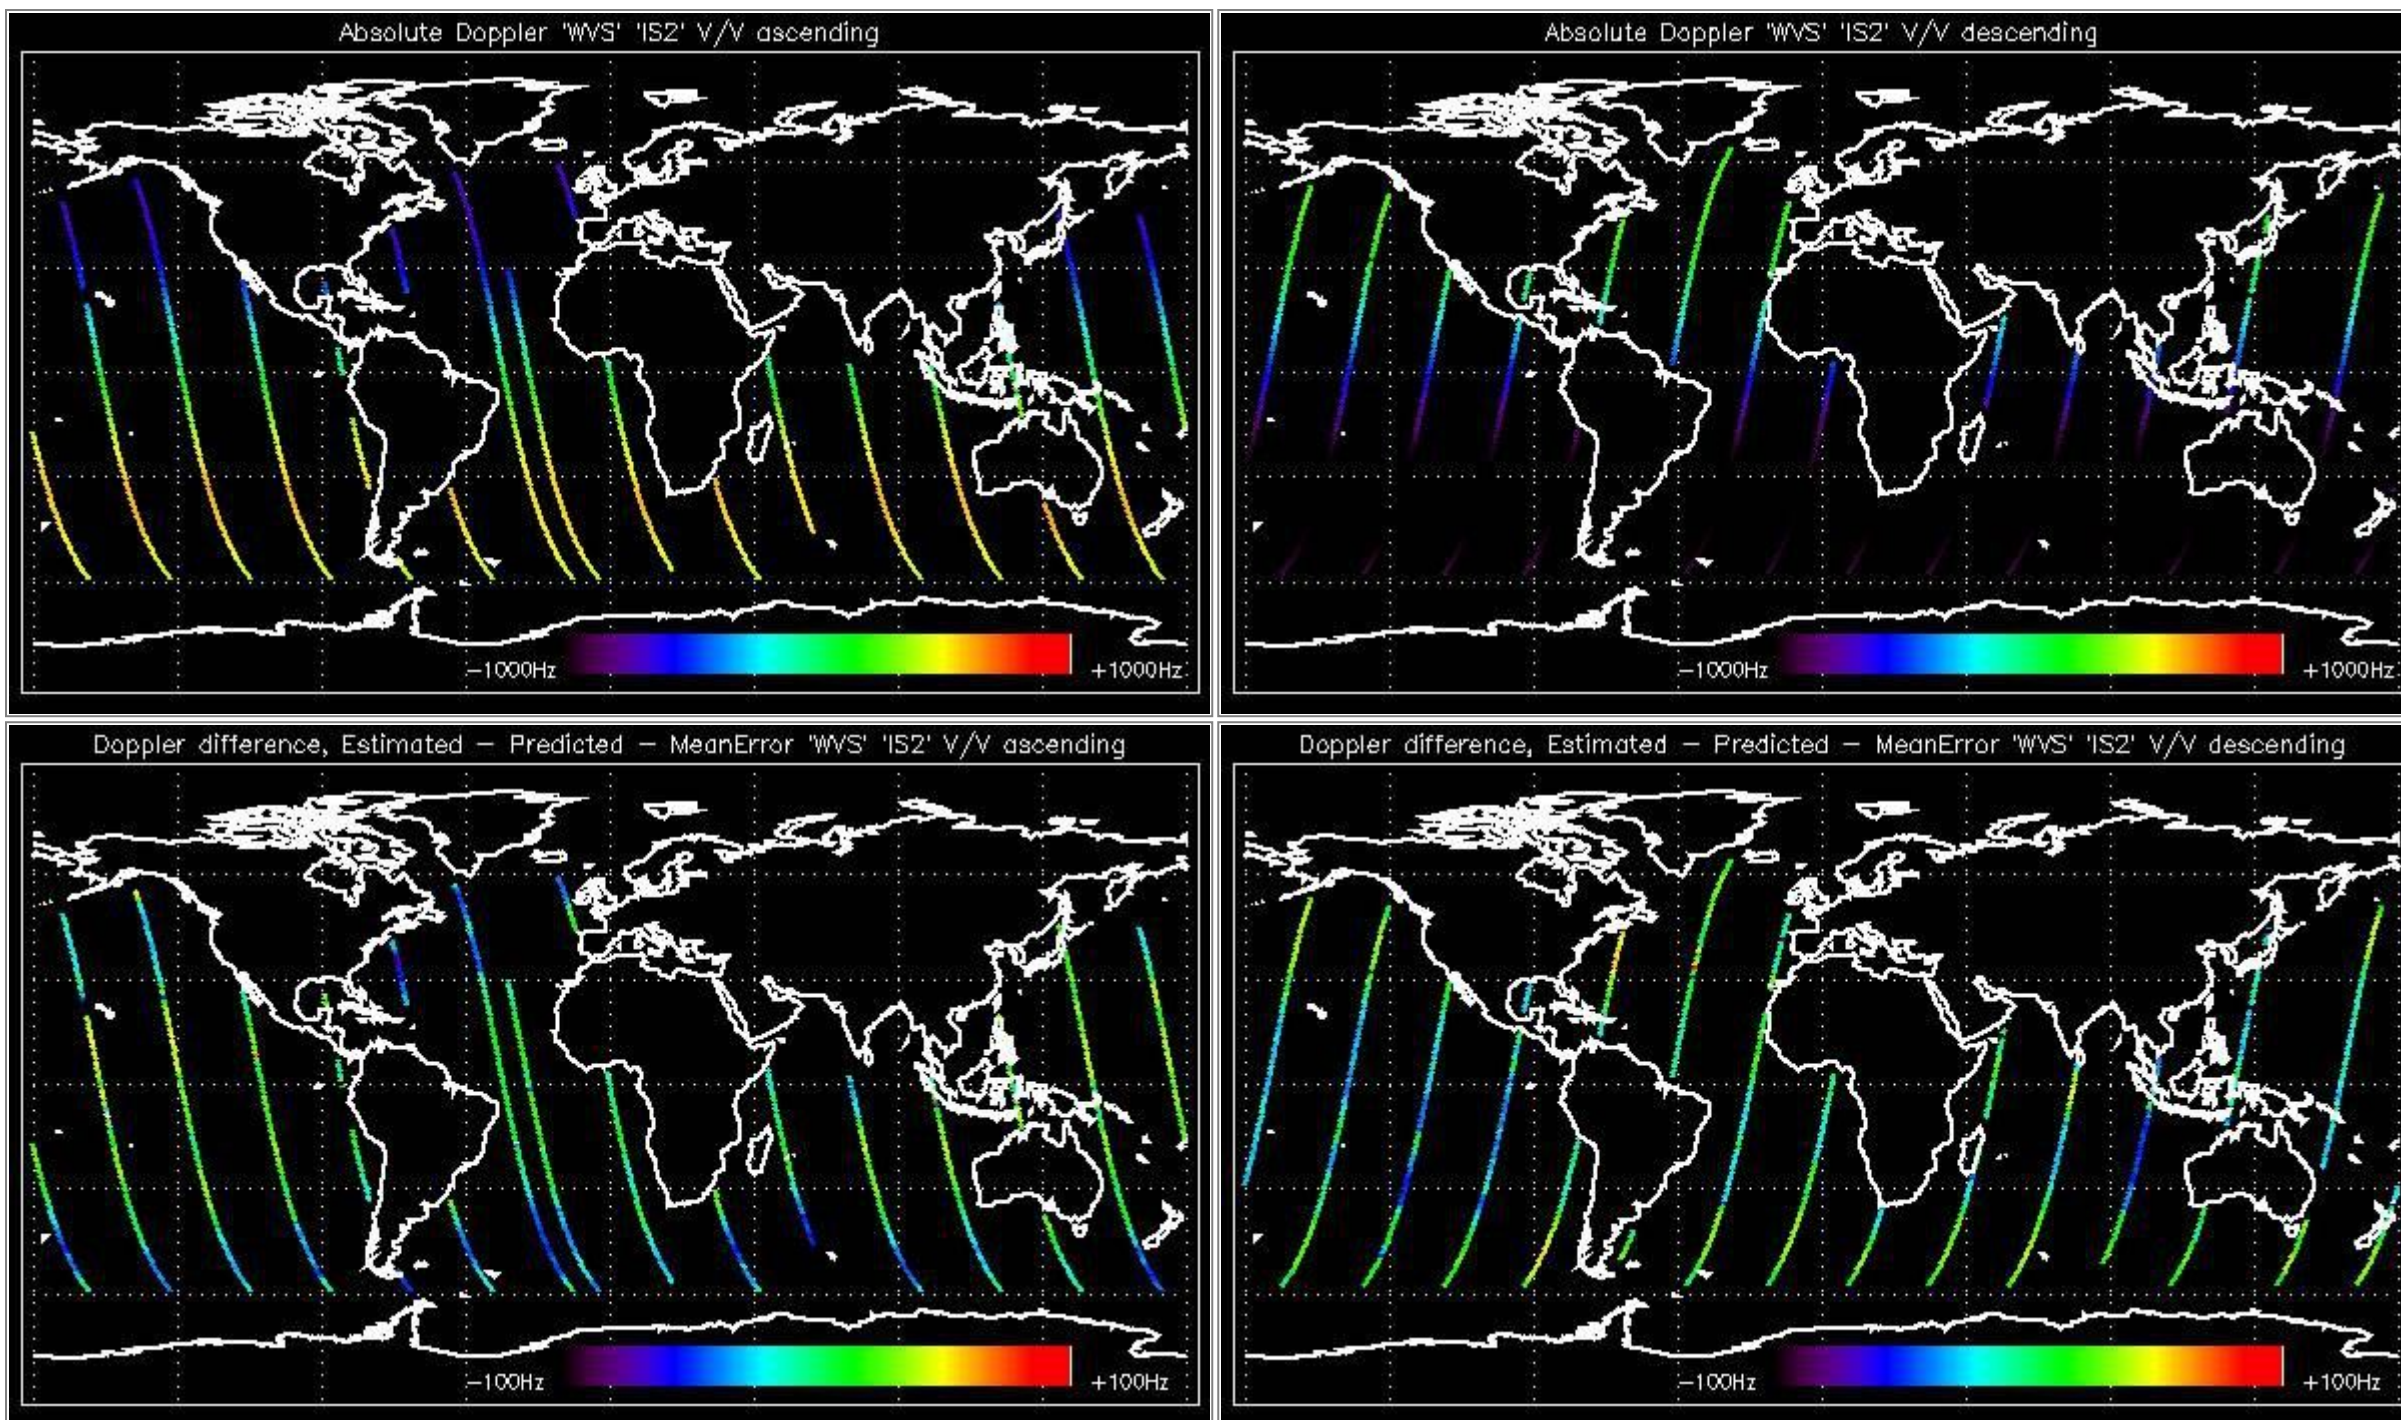 Absolute Doppler 'WVS' 'IS2' V/V ascending
−1000Hz +1000Hz
Absolute Doppler 'WVS' 'IS2' V/V descending
−1000Hz +1000Hz
Doppler difference, Estimated − Predicted − MeanError 'WVS' 'IS2' V/V ascending
−100Hz +100Hz
Doppler difference, Estimated − Predicted − MeanError 'WVS' 'IS2' V/V descending
−100Hz +100Hz